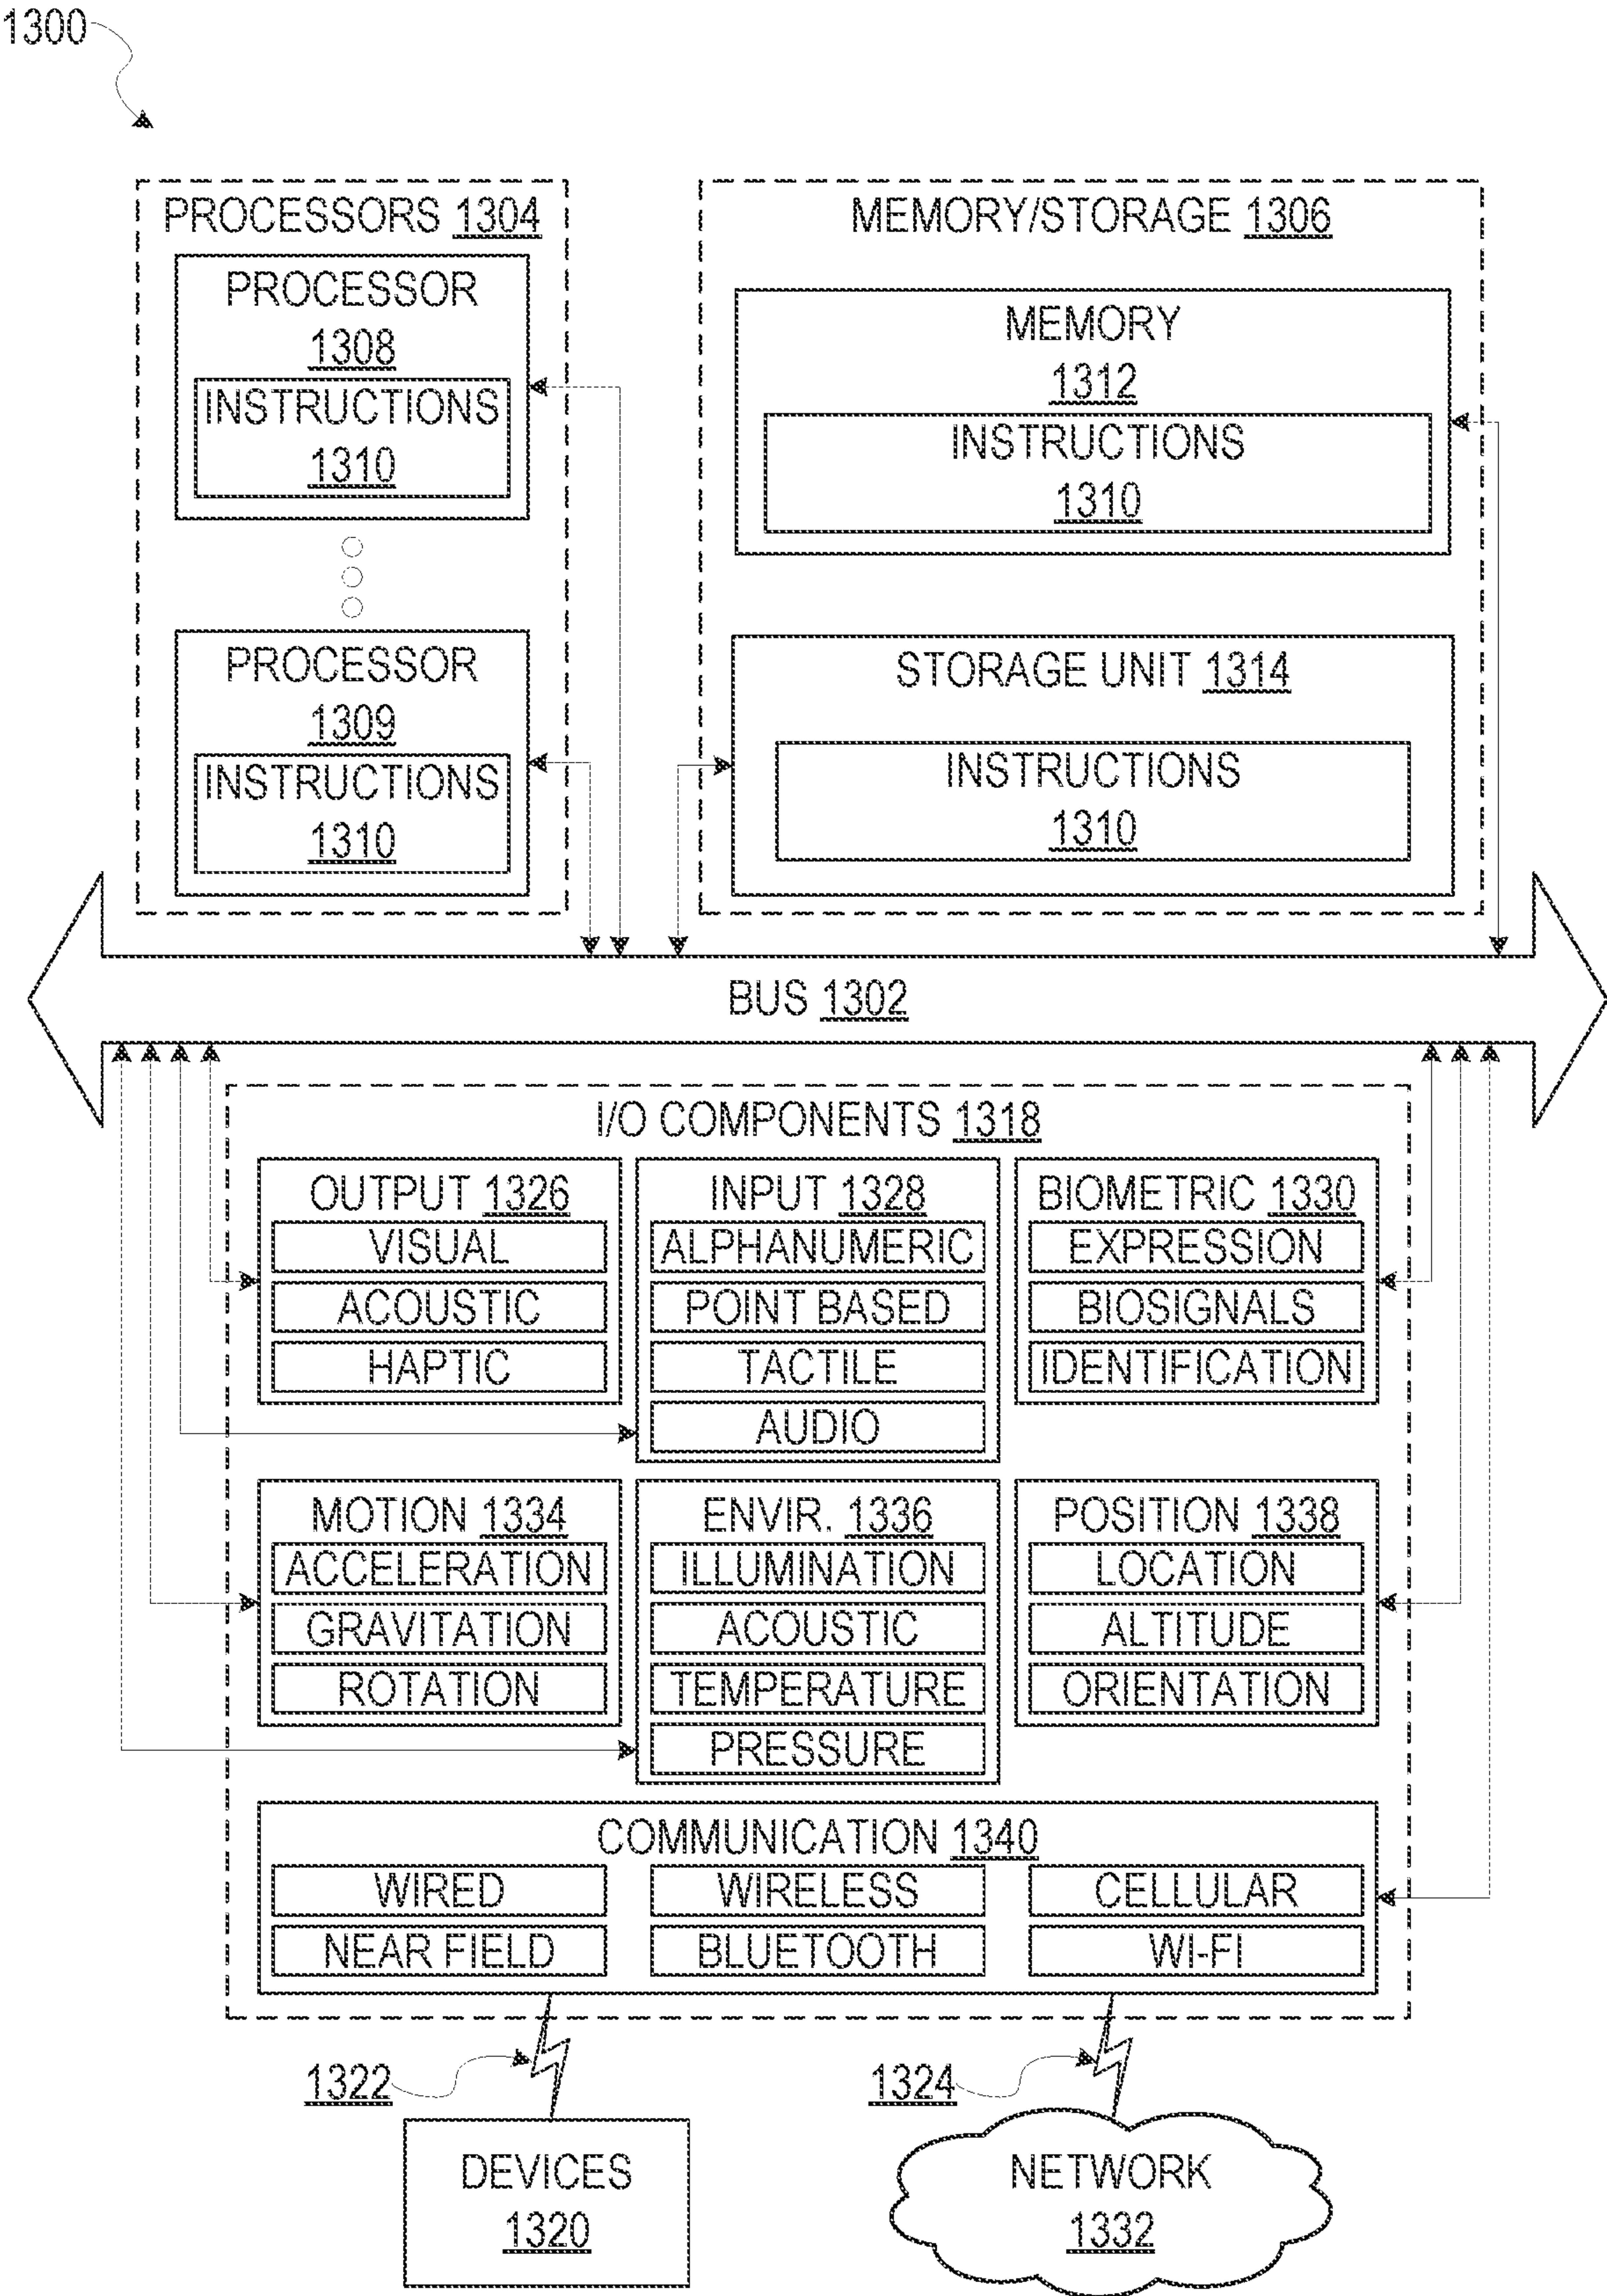 1300
PROCESSORS 1304
PROCESSOR
1308
INSTRUCTIONS
1310
PROCESSOR
1309
INSTRUCTIONS
1310
MEMORY/STORAGE 1306
MEMORY
1312
INSTRUCTIONS
1310
STORAGE UNIT 1314
INSTRUCTIONS
1310
BUS 1302
I/O COMPONENTS 1318
OUTPUT 1326
VISUAL
ACOUSTIC
HAPTIC
INPUT 1328
ALPHANUMERIC
POINT BASED
TACTILE
AUDIO
BIOMETRIC 1330
EXPRESSION
BIOSIGNALS
IDENTIFICATION
MOTION 1334
ACCELERATION
GRAVITATION
ROTATION
ENVIR. 1336
ILLUMINATION
ACOUSTIC
TEMPERATURE
PRESSURE
POSITION 1338
LOCATION
ALTITUDE
ORIENTATION
COMMUNICATION 1340
WIRED
WIRELESS
CELLULAR
NEAR FIELD
BLUETOOTH
WI-FI
1322
1324
DEVICES
1320
NETWORK
1332